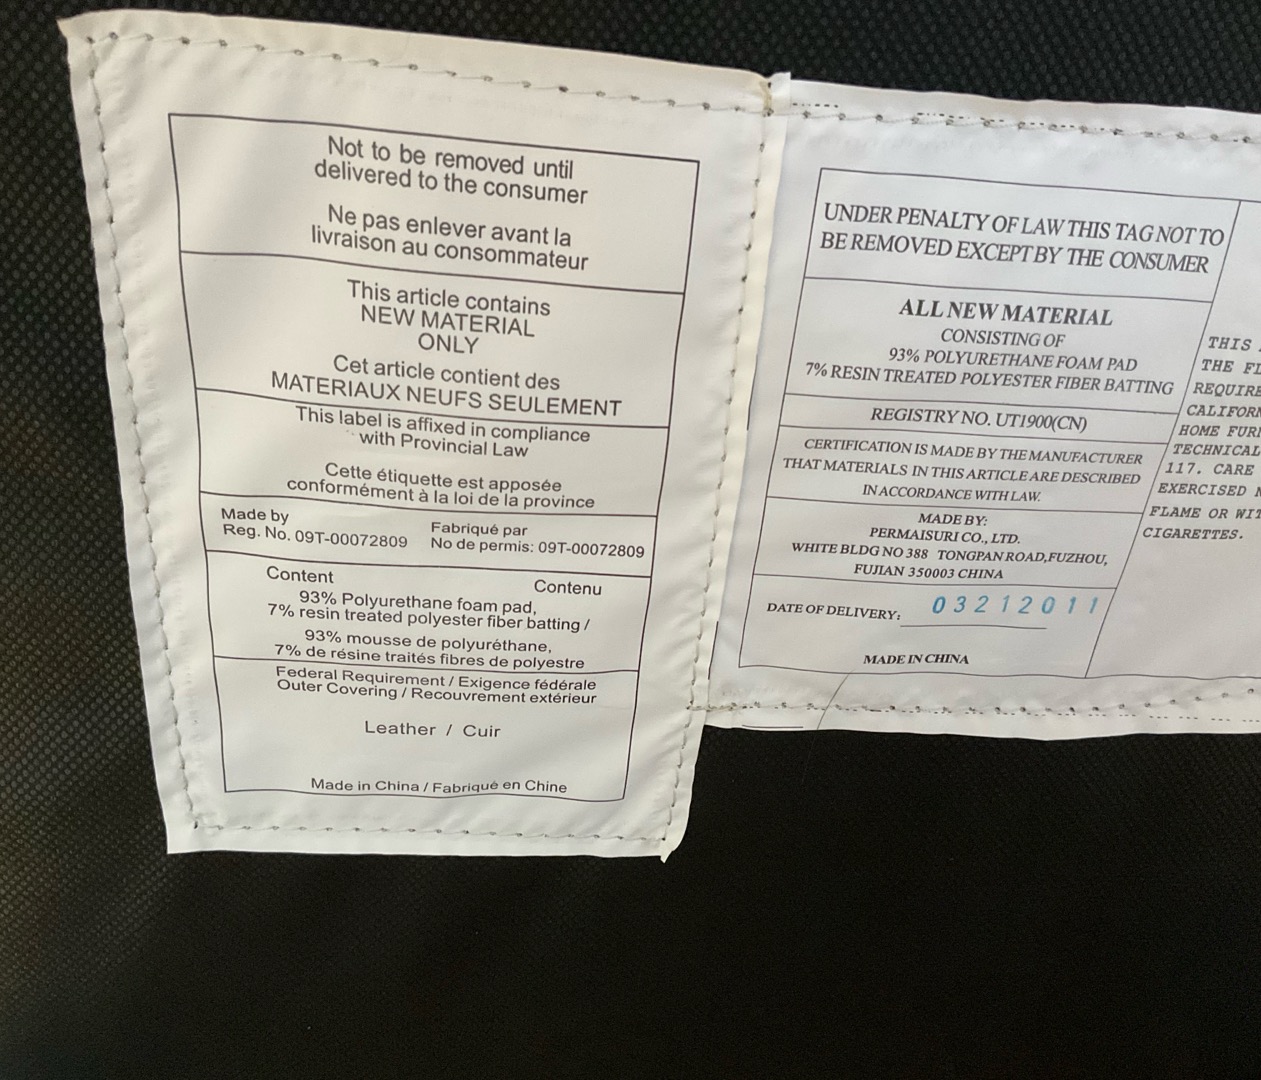 Not to be removed until
delivered to the consumer
Ne pas enlever avant la
livraison au consommateur
This article contains
NEW MATERIAL
ONLY
Cet article contient des
MATERIAUX NEUFS SEULEMENT
This label is affixed in compliance
with Provincial Law
Cette étiquette est apposée
conformément à la loi de la province
Made by
Reg. No. 09T-00072809
Fabriqué par
No de permis: 09T-00072809
Content Contenu
93% Polyurethane foam pad,
7% resin treated polyester fiber batting /
93% mousse de polyuréthane,
7% de résine traités fibres de polyestre
Federal Requirement / Exigence fédérale
Outer Covering / Recouvrement extérieur
Leather / Cuir
Made in China / Fabriqué en Chine
UNDER PENALTY OF LAW THIS TAG NOT TO
BE REMOVED EXCEPT BY THE CONSUMER
ALL NEW MATERIAL
CONSISTING OF
93% POLYURETHANE FOAM PAD
7% RESIN TREATED POLYESTER FIBER BATTING
REGISTRY NO. UT1900(CN)
CERTIFICATION IS MADE BY THE MANUFACTURER
THAT MATERIALS IN THIS ARTICLE ARE DESCRIBED
IN ACCORDANCE WITH LAW.
MADE BY:
PERMAISURI CO., LTD.
WHITE BLDG NO 388 TONGPAN ROAD,FUZHOU,
FUJIAN 350003 CHINA
DATE OF DELIVERY: 03212011
MADE IN CHINA
THIS
THE
REQUIRE
CALIFOR
HOME FUR
TECHNICAL
117. CARE
EXERCISED
FLAME OR WIT
CIGARETTES.